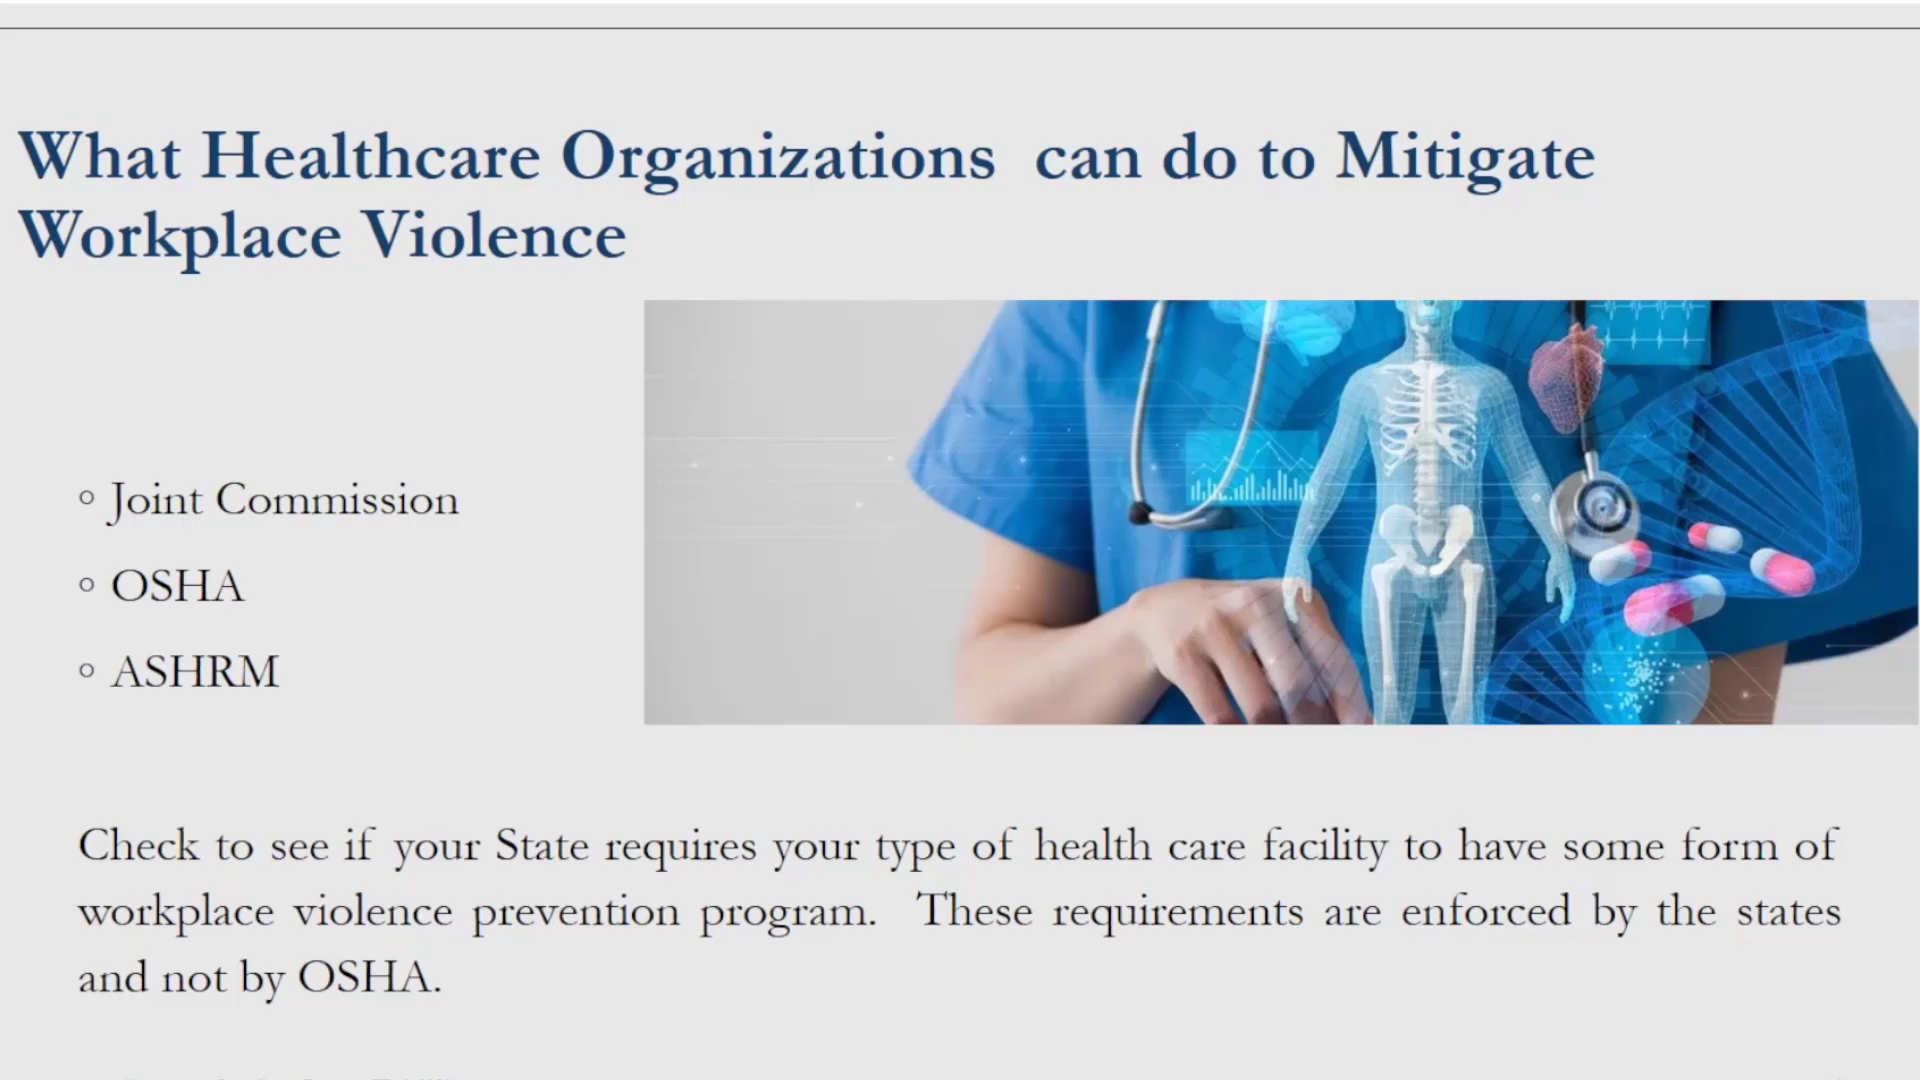 What Healthcare Organizations  can do to Mitigate
Workplace Violence
◦ Joint Commission
◦ OSHA
◦ ASHRM
Check to see if your State requires your type of health care facility to have some form of
workplace violence prevention program.  These requirements are enforced by the states
and not by OSHA.